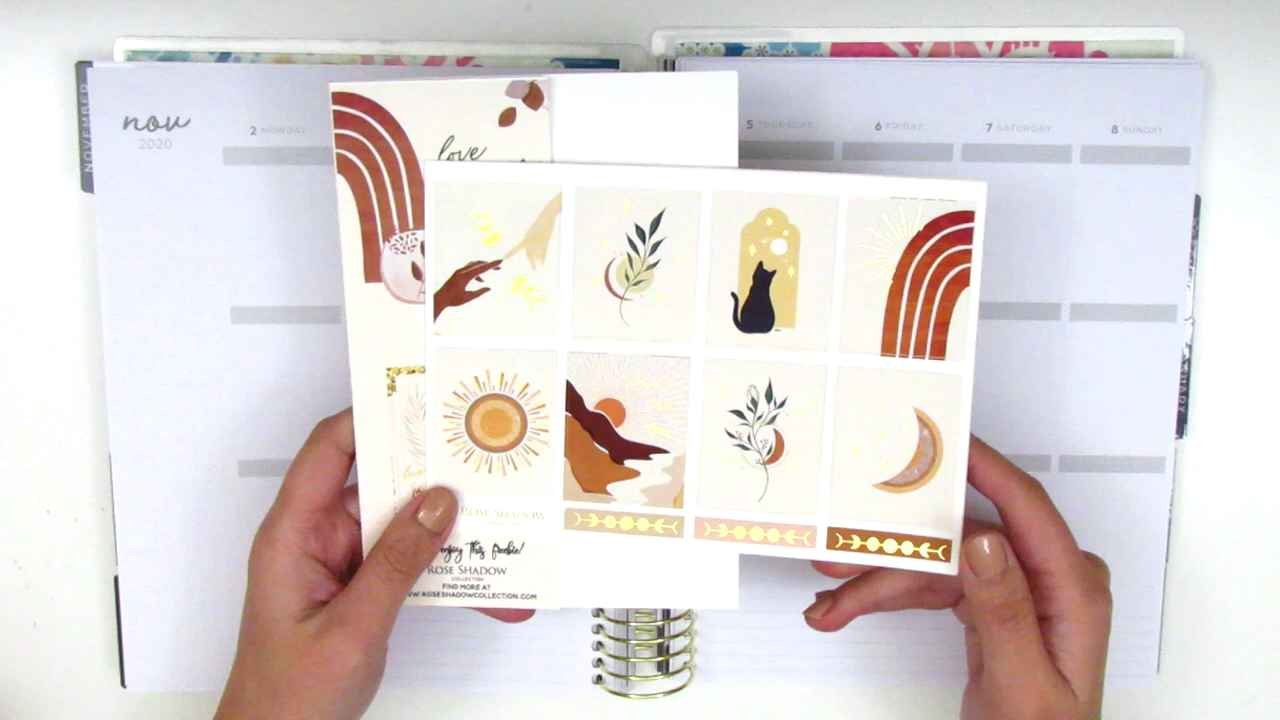 NOVEMBER
nov
2020
2 MONDAY
5 THURSDAY
6 FRIDAY
7 SATURDAY
8 SUNDAY
love
ROSE SHADOW
enjoy this freebie!
ROSE SHADOW
COLLECTION
FIND MORE AT
WW.ROSESHADOWCOLLECTION.COM